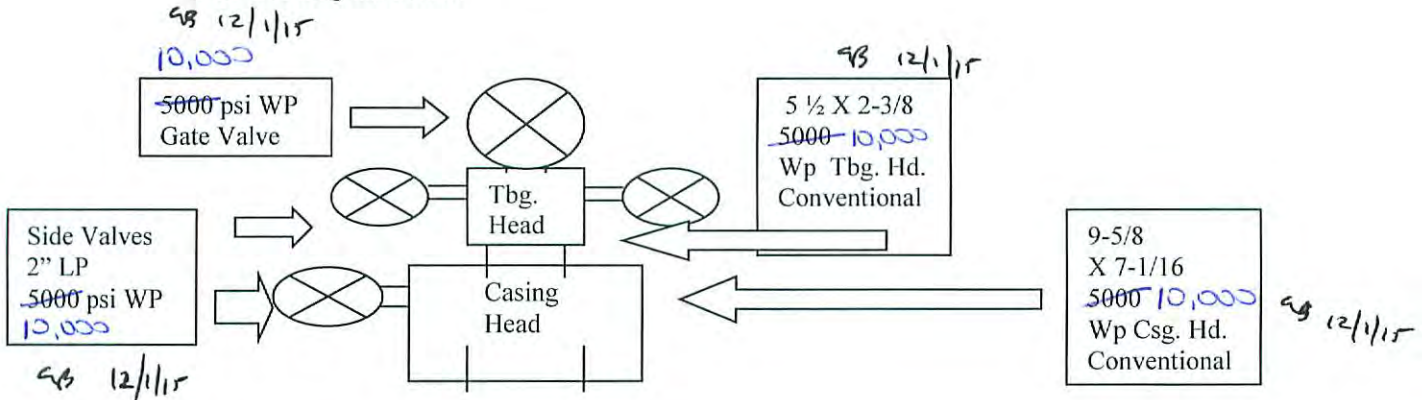 12/1/15
10,000
5000 psi WP
Gate Valve
12/1/15
5 ½ X 2-3/8
5000 10,000
Wp Tbg. Hd.
Conventional
Tbg.
Head
Side Valves
2” LP
5000 psi WP
10,000
12/1/15
Casing
Head
9-5/8
X 7-1/16
5000 10,000
Wp Csg. Hd.
Conventional
12/1/15